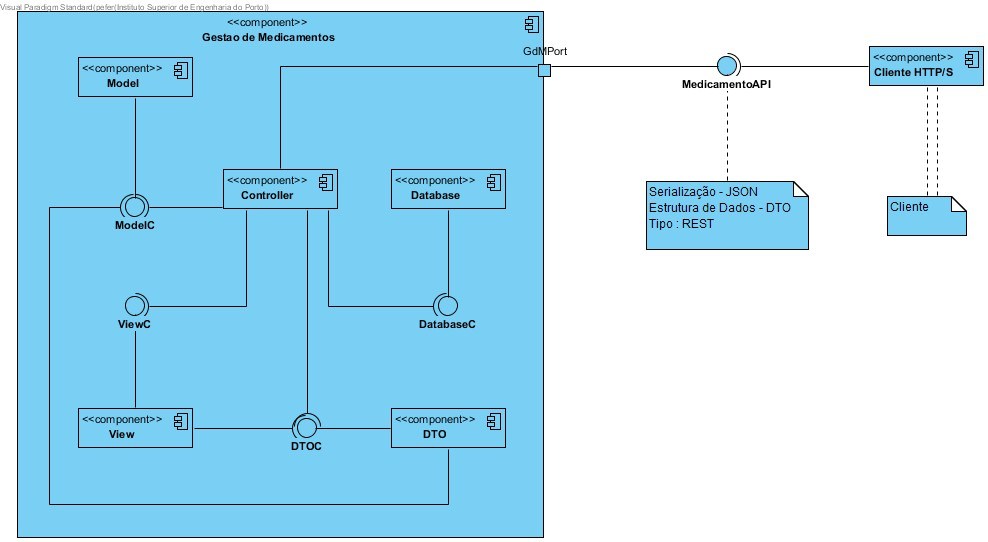 Visual Paradigm Standard(pefer(Instituto Superior de Engenharia do Porto))
<<component>>
Gestao de Medicamentos
GdMPort
<<component>>
Model
MedicamentoAPI
<<component>>
Cliente HTTP/S
<<component>>
Controller
<<component>>
Database
ModelC
Serialização - JSON
Estrutura de Dados - DTO
Tipo : REST
Cliente
ViewC
DatabaseC
<<component>>
View
DTOC
<<component>>
DTO